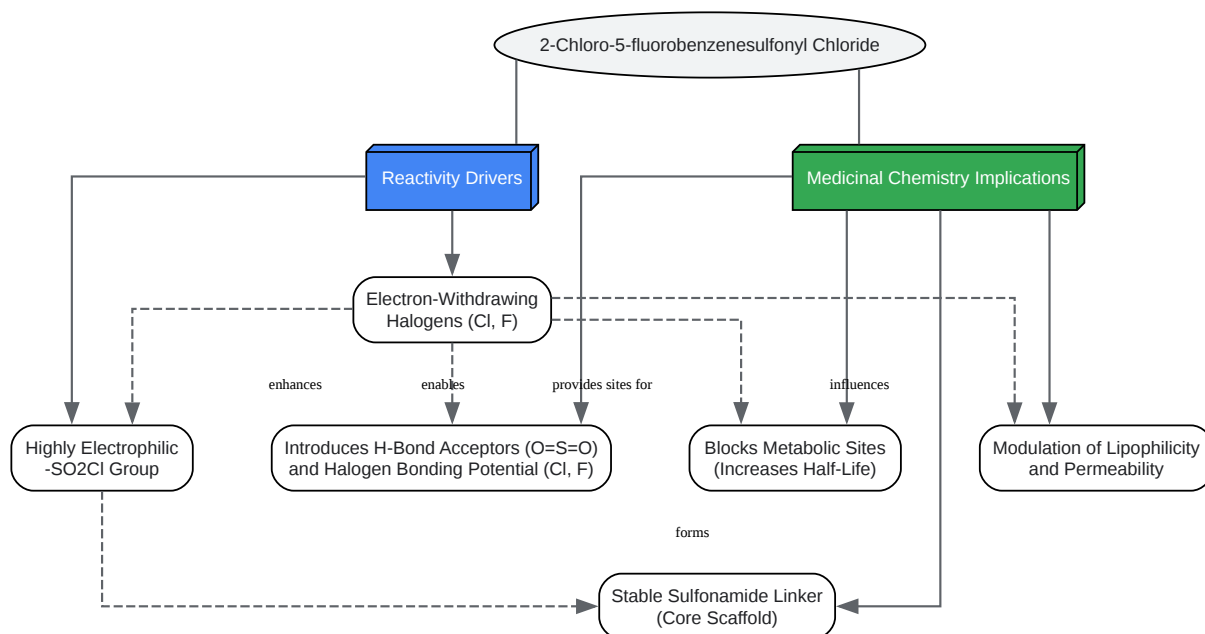 2-Chloro-5-fluorobenzenesulfonyl Chloride
Reactivity Drivers
Medicinal Chemistry Implications
Electron-Withdrawing
Halogens (Cl, F)
enhances
enables
provides sites for
influences
Highly Electrophilic
-SO2Cl Group
Introduces H-Bond Acceptors (O=S=O)
and Halogen Bonding Potential (Cl, F)
Blocks Metabolic Sites
(Increases Half-Life)
Modulation of Lipophilicity
and Permeability
forms
Stable Sulfonamide Linker
(Core Scaffold)